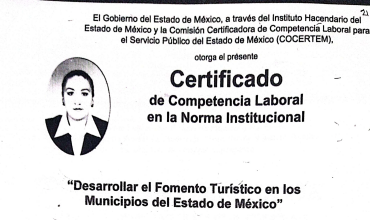 El Gobierno del Estado de México, a través del Instituto Hacendario del
Estado de México y la Comisión Certificadora de Competencia Laboral para
el Servicio Público del Estado de México (COCERTEM),
otorga el presente
Certificado
de Competencia Laboral
en la Norma Institucional
“Desarrollar el Fomento Turístico en los
Municipios del Estado de México”